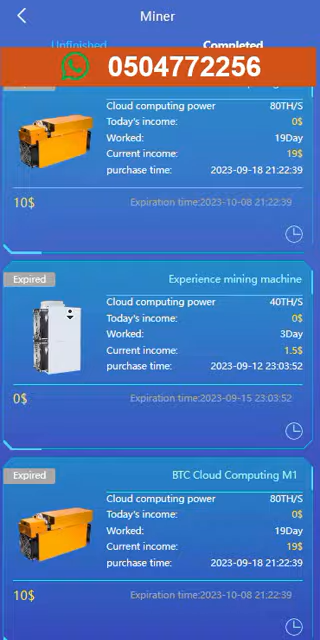 Miner
Unfinished
Completed
0504772256
Cloud computing power 80TH/S
Today's income: 0$
Worked: 19Day
Current income: 19$
purchase time: 2023-09-18 21:22:39
10$ Expiration time:2023-10-08 21:22:39
Expired Experience mining machine
Cloud computing power 40TH/S
Today's income: 0$
Worked: 3Day
Current income: 1.5$
purchase time: 2023-09-12 23:03:52
0$ Expiration time:2023-09-15 23:03:52
Expired BTC Cloud Computing M1
Cloud computing power 80TH/S
Today's income: 0$
Worked: 19Day
Current income: 19$
purchase time: 2023-09-18 21:22:39
10$ Expiration time:2023-10-08 21:22:39